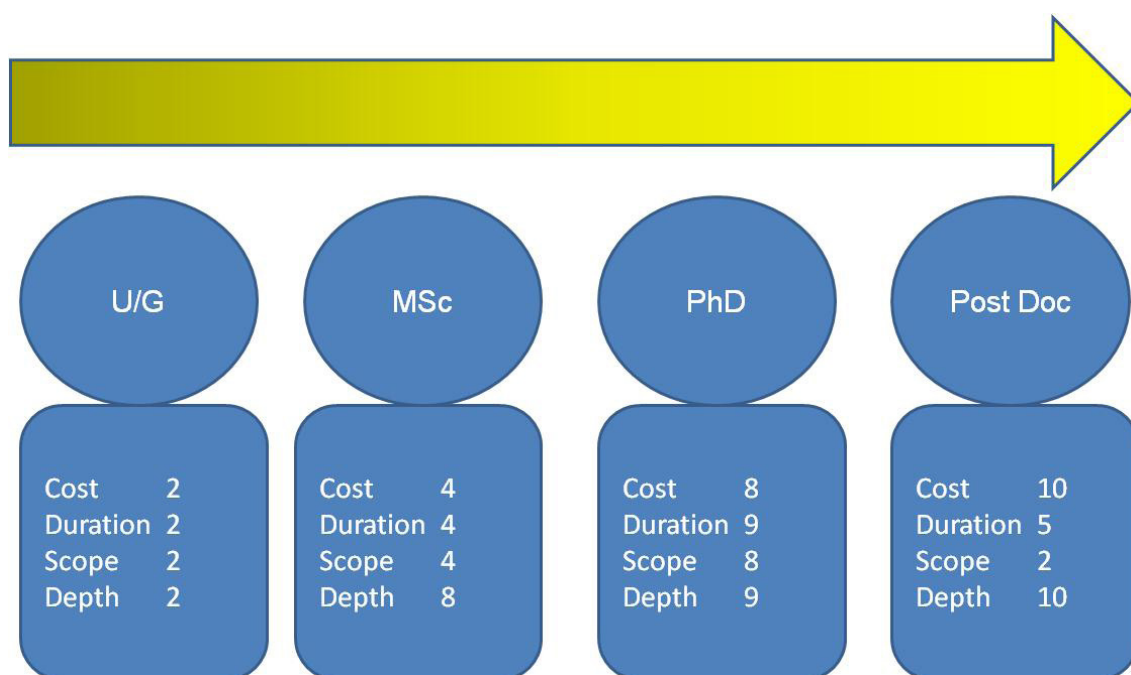 U/G
MSc
PhD
Post Doc
Cost 2
Duration 2
Scope 2
Depth 2
Cost 4
Duration 4
Scope 4
Depth 8
Cost 8
Duration 9
Scope 8
Depth 9
Cost 10
Duration 5
Scope 2
Depth 10